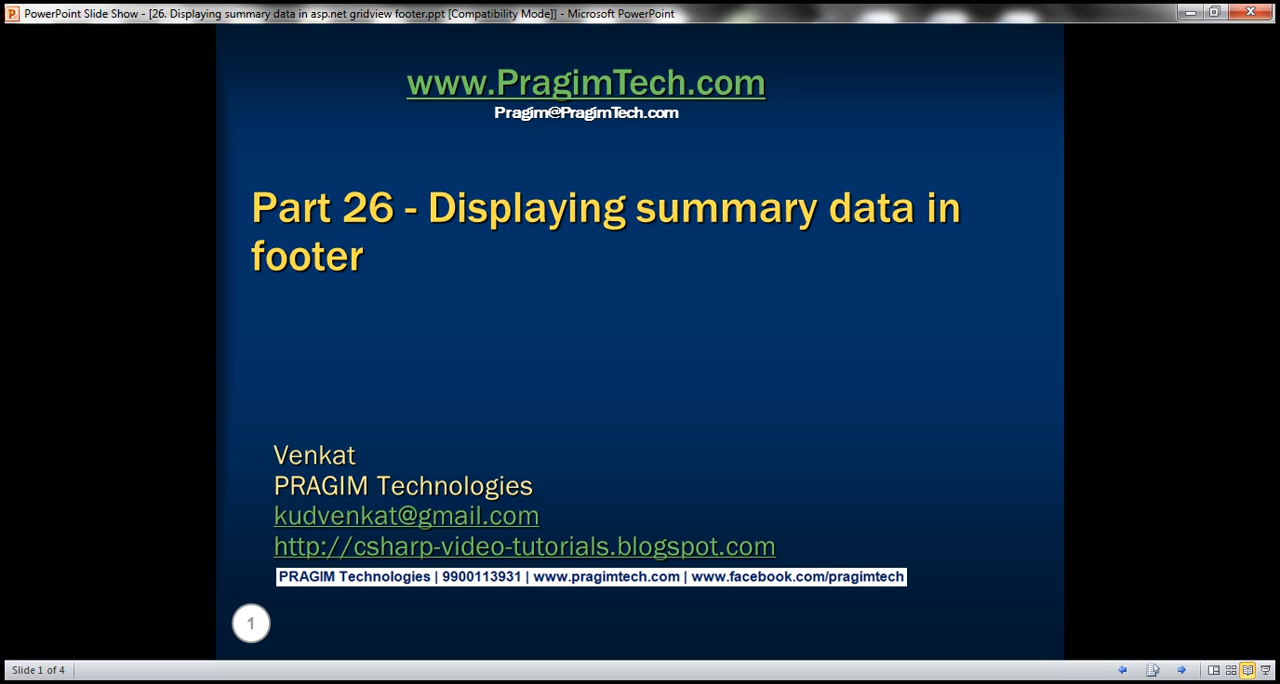 PowerPoint Slide Show - [26. Displaying summary data in asp.net gridview footer.ppt [Compatibility Mode]] - Microsoft PowerPoint
www.PragimTech.com
Pragim@PragimTech.com
Part 26 - Displaying summary data in
footer
Venkat
PRAGIM Technologies
kudvenkat@gmail.com
http://csharp-video-tutorials.blogspot.com
PRAGIM Technologies | 9900113931 | www.pragimtech.com | www.facebook.com/pragimtech
1
Slide 1 of 4